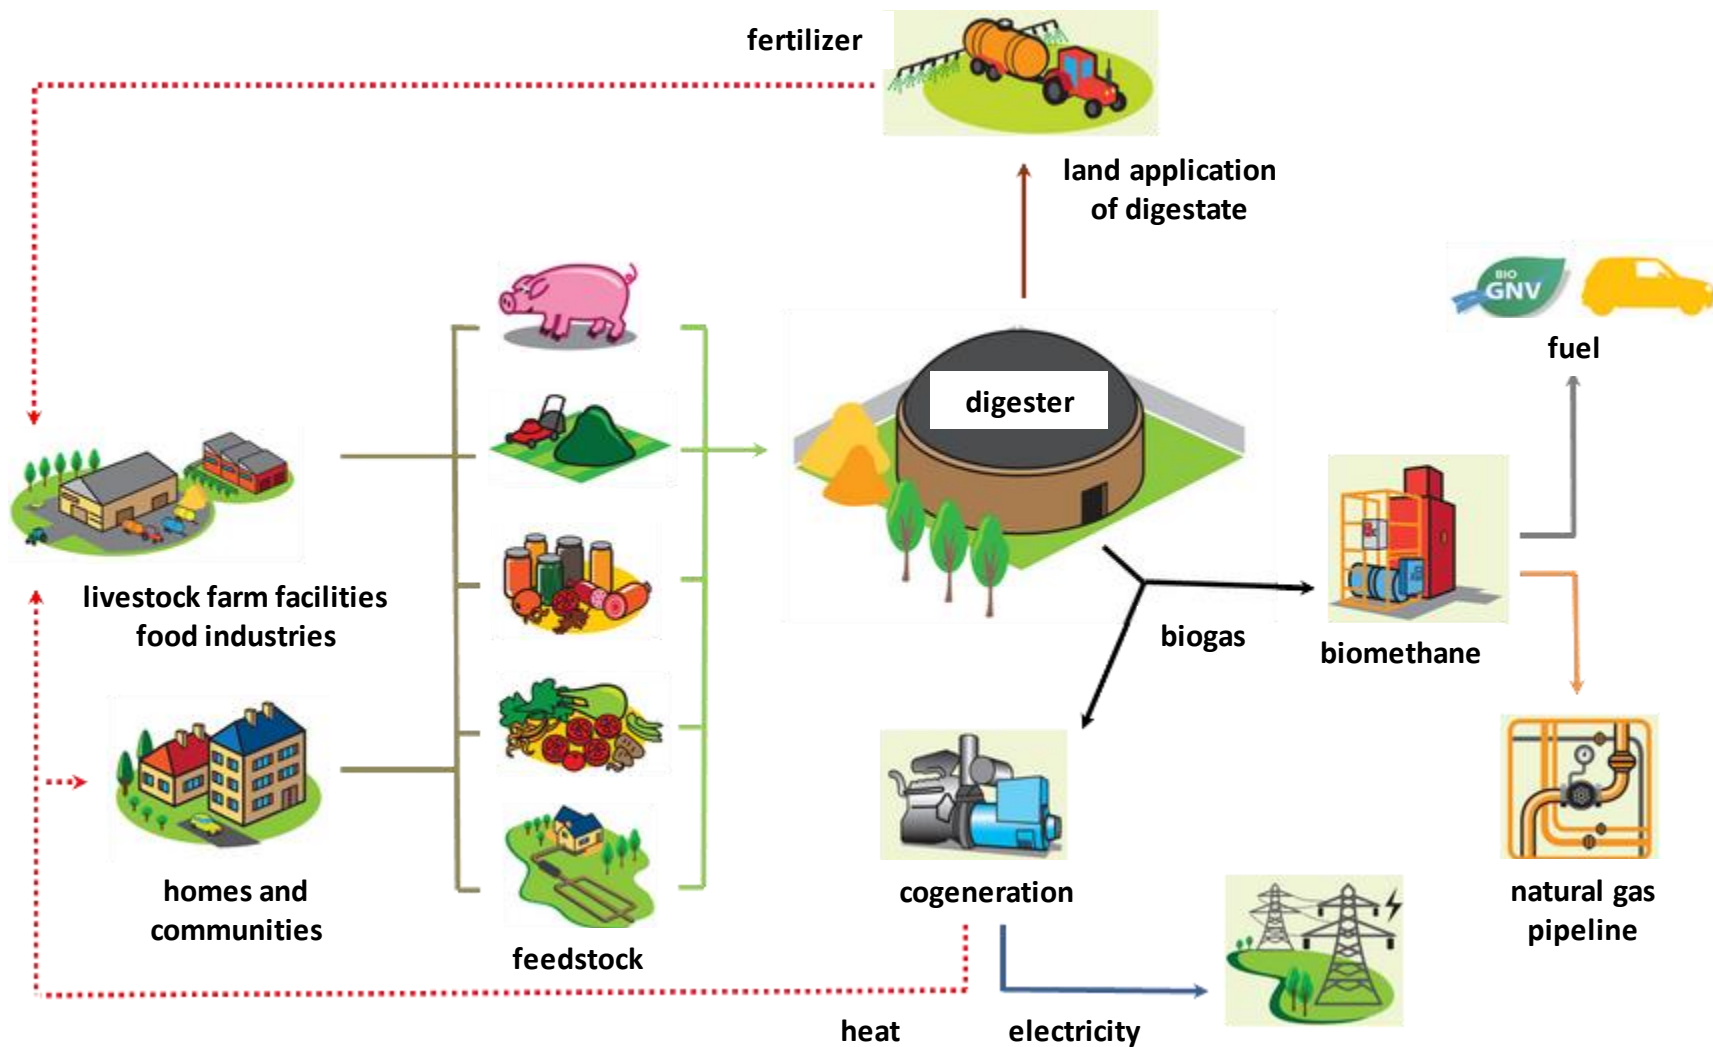 fertilizer
land application
of digestate
BIO
GNV
fuel
digester
livestock farm facilities
food industries
biogas
biomethane
homes and
communities
feedstock
cogeneration
natural gas
pipeline
heat
electricity